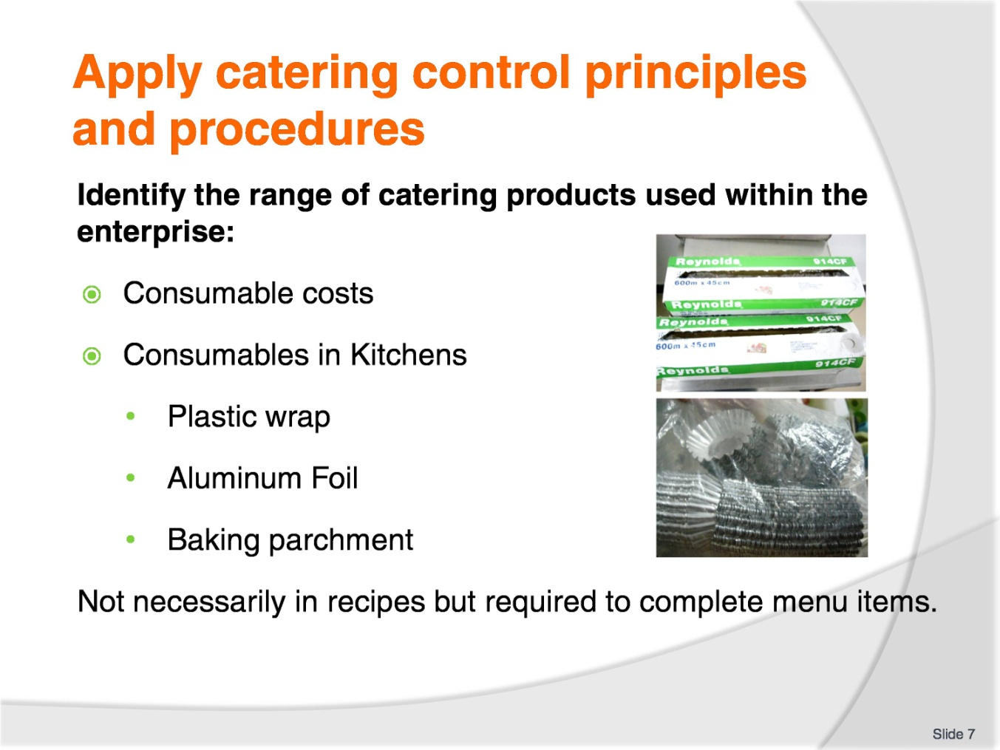 Apply catering control principles
and procedures
Identify the range of catering products used within the
enterprise:
Consumable costs
Consumables in Kitchens
Plastic wrap
Aluminum Foil
Baking parchment
Not necessarily in recipes but required to complete menu items.
Reynolds 914CF
600m x 45cm
Reynolds 914CF
Reynolds 914CF
600m x 45cm
Reynolds 914CF
Slide 7